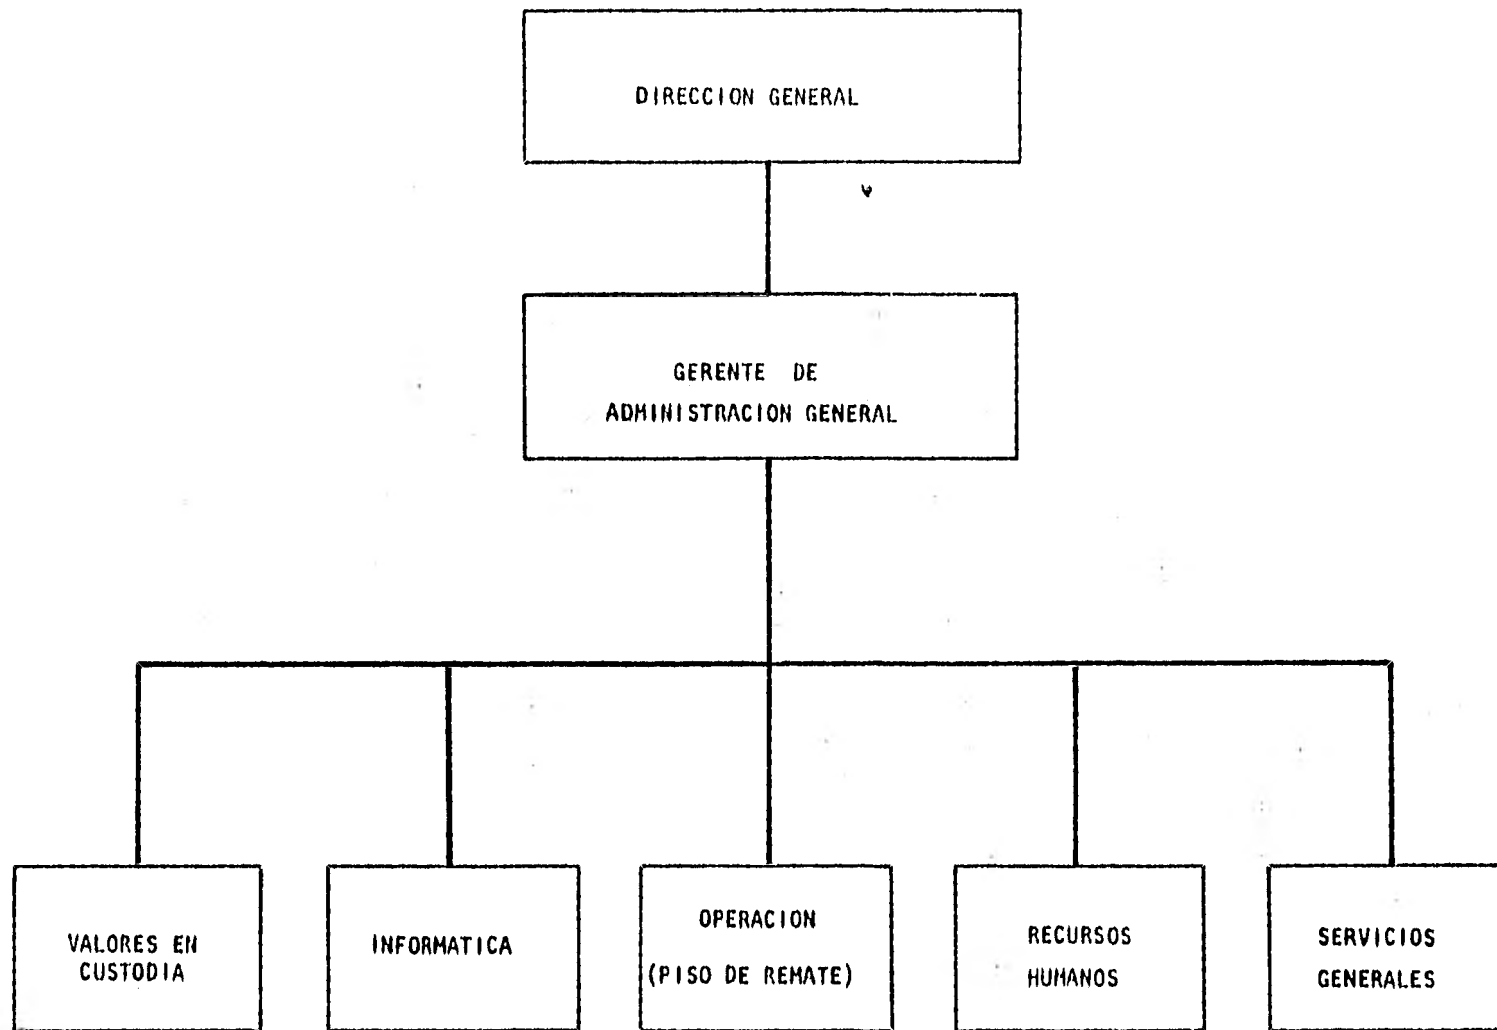 DIRECCION GENERAL
GERENTE DE
ADMINISTRACION GENERAL
VALORES EN
CUSTODIA
INFORMATICA
OPERACION
(PISO DE REMATE)
RECURSOS
HUMANOS
SERVICIOS
GENERALES